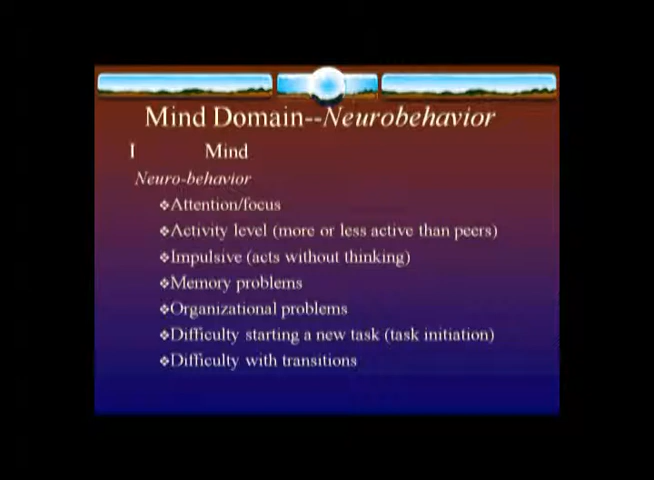 Mind Domain--Neurobehavior
I Mind
Neuro-behavior
❖Attention/focus
❖Activity level (more or less active than peers)
❖Impulsive (acts without thinking)
❖Memory problems
❖Organizational problems
❖Difficulty starting a new task (task initiation)
❖Difficulty with transitions